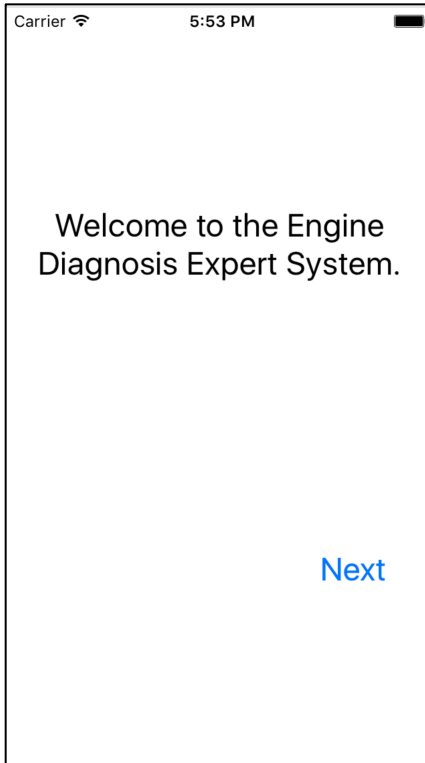 Carrier 5:53 PM
Welcome to the Engine
Diagnosis Expert System.
Next